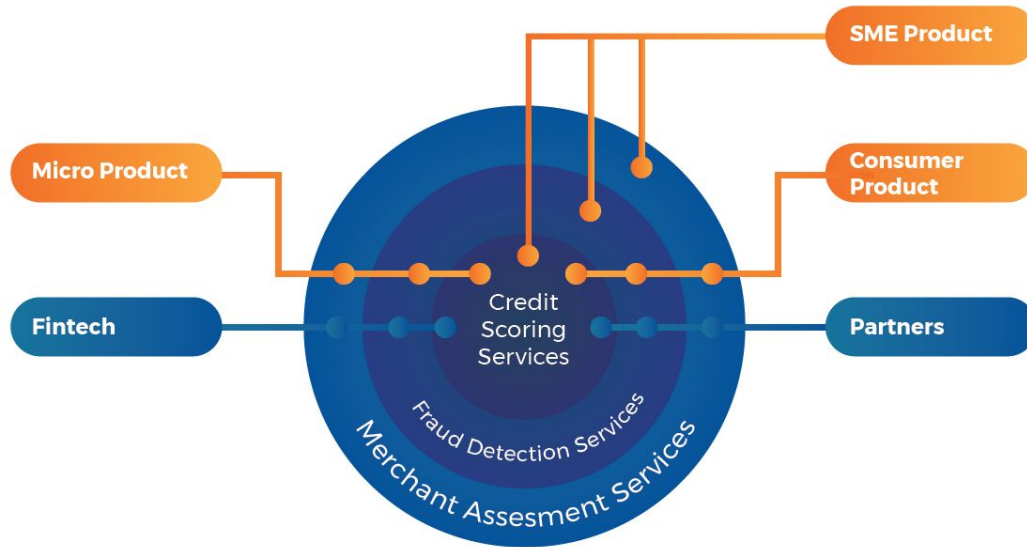 SME Product
Micro Product
Consumer
Product
Fintech
Credit
Scoring
Services
Partners
Fraud Detection Services
Merchant Assesment Services